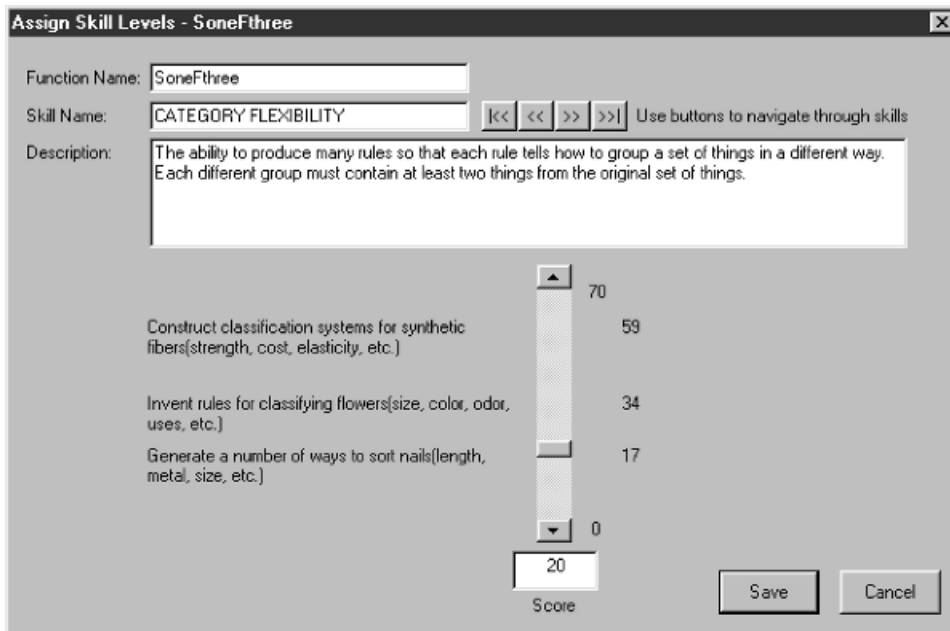 Assign Skill Levels - SoneFthree
Function Name: SoneFthree
Skill Name: CATEGORY FLEXIBILITY |<< << >> >>| Use buttons to navigate through skills
Description: The ability to produce many rules so that each rule tells how to group a set of things in a different way.
Each different group must contain at least two things from the original set of things.
70
Construct classification systems for synthetic 59
fibers(strength, cost, elasticity, etc.)
Invent rules for classifying flowers(size, color, odor, 34
uses, etc.)
Generate a number of ways to sort nails(length, 17
metal, size, etc.)
0
20
Score
Save Cancel